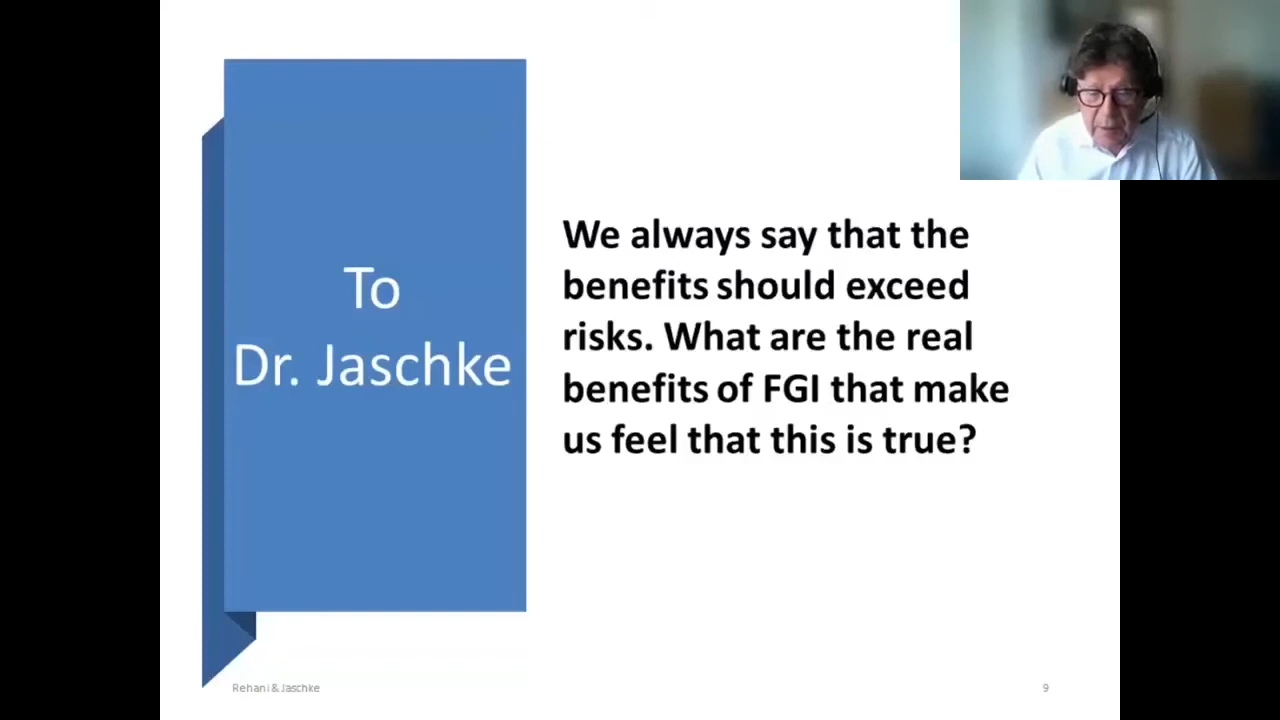 To
Dr. Jaschke
We always say that the
benefits should exceed
risks. What are the real
benefits of FGI that make
us feel that this is true?
Rehani & Jaschke
9